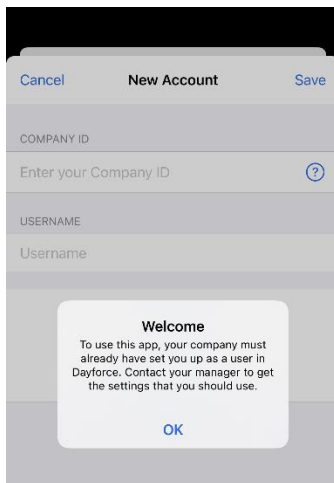 Cancel New Account Save
COMPANY ID
Enter your Company ID ?
USERNAME
Username
Welcome
To use this app, your company must
already have set you up as a user in
Dayforce. Contact your manager to get
the settings that you should use.
OK